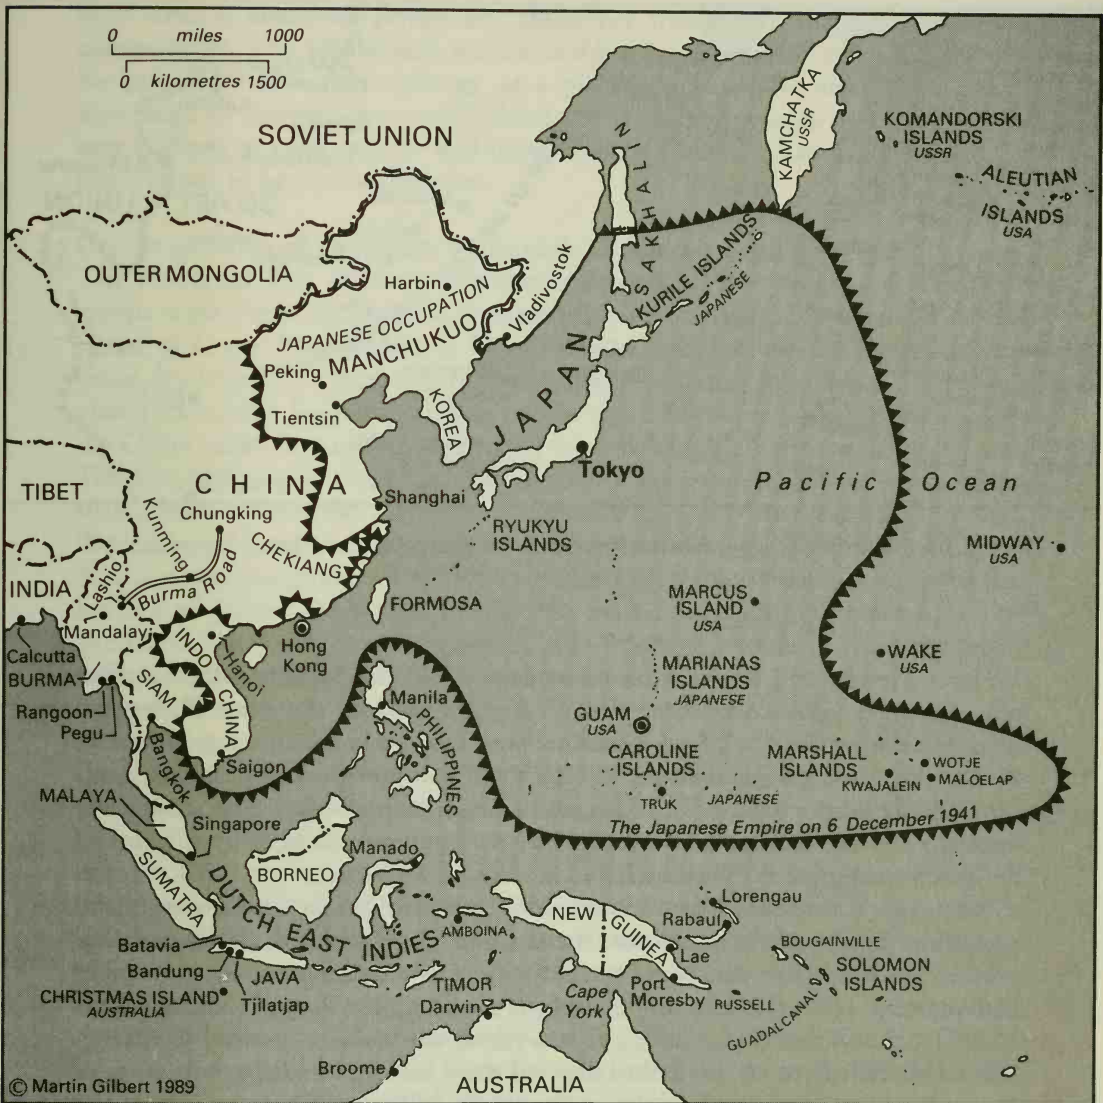 0 miles 1000
0 kilometres 1500
SOVIET UNION
KAMCHATKA
USSR
KOMANDORSKI
ISLANDS
USSR
ALEUTIAN
ISLANDS
USA
SAKHALIN
OUTER MONGOLIA
Harbin
Vladivostok
KURILE ISLANDS
JAPANESE
JAPANESE OCCUPATION
MANCHUKUO
Peking
Tientsin
KOREA
JAPAN
Tokyo
Pacific Ocean
TIBET
CHINA
Chungking
Shanghai
Kunming
CHEKIANG
RYUKYU
ISLANDS
MIDWAY
USA
INDIA
Lashio
Burma Road
FORMOSA
MARCUS
ISLAND
USA
Mandalay
INDO-CHINA
Hanoi
Hong
Kong
Calcutta
BURMA
SIAM
WAKE
USA
MARIANAS
ISLANDS
JAPANESE
Rangoon
Pegu
Manila
PHILIPPINES
GUAM
USA
Bangkok
Saigon
CAROLINE
ISLANDS
TRUK
JAPANESE
MARSHALL
ISLANDS
WOTJE
KWAJALEIN
MALOELAP
MALAYA
Singapore
The Japanese Empire on 6 December 1941
SUMATRA
BORNEO
Manado
DUTCH EAST INDIES
AMBOINA
NEW GUINEA
Lorengau
Rabaul
Lae
BOUGAINVILLE
SOLOMON
ISLANDS
Batavia
Bandung
JAVA
CHRISTMAS ISLAND
AUSTRALIA
Tjilatjap
TIMOR
Darwin
Cape
York
Port
Moresby
RUSSELL
GUADALCANAL
Broome
AUSTRALIA
© Martin Gilbert 1989